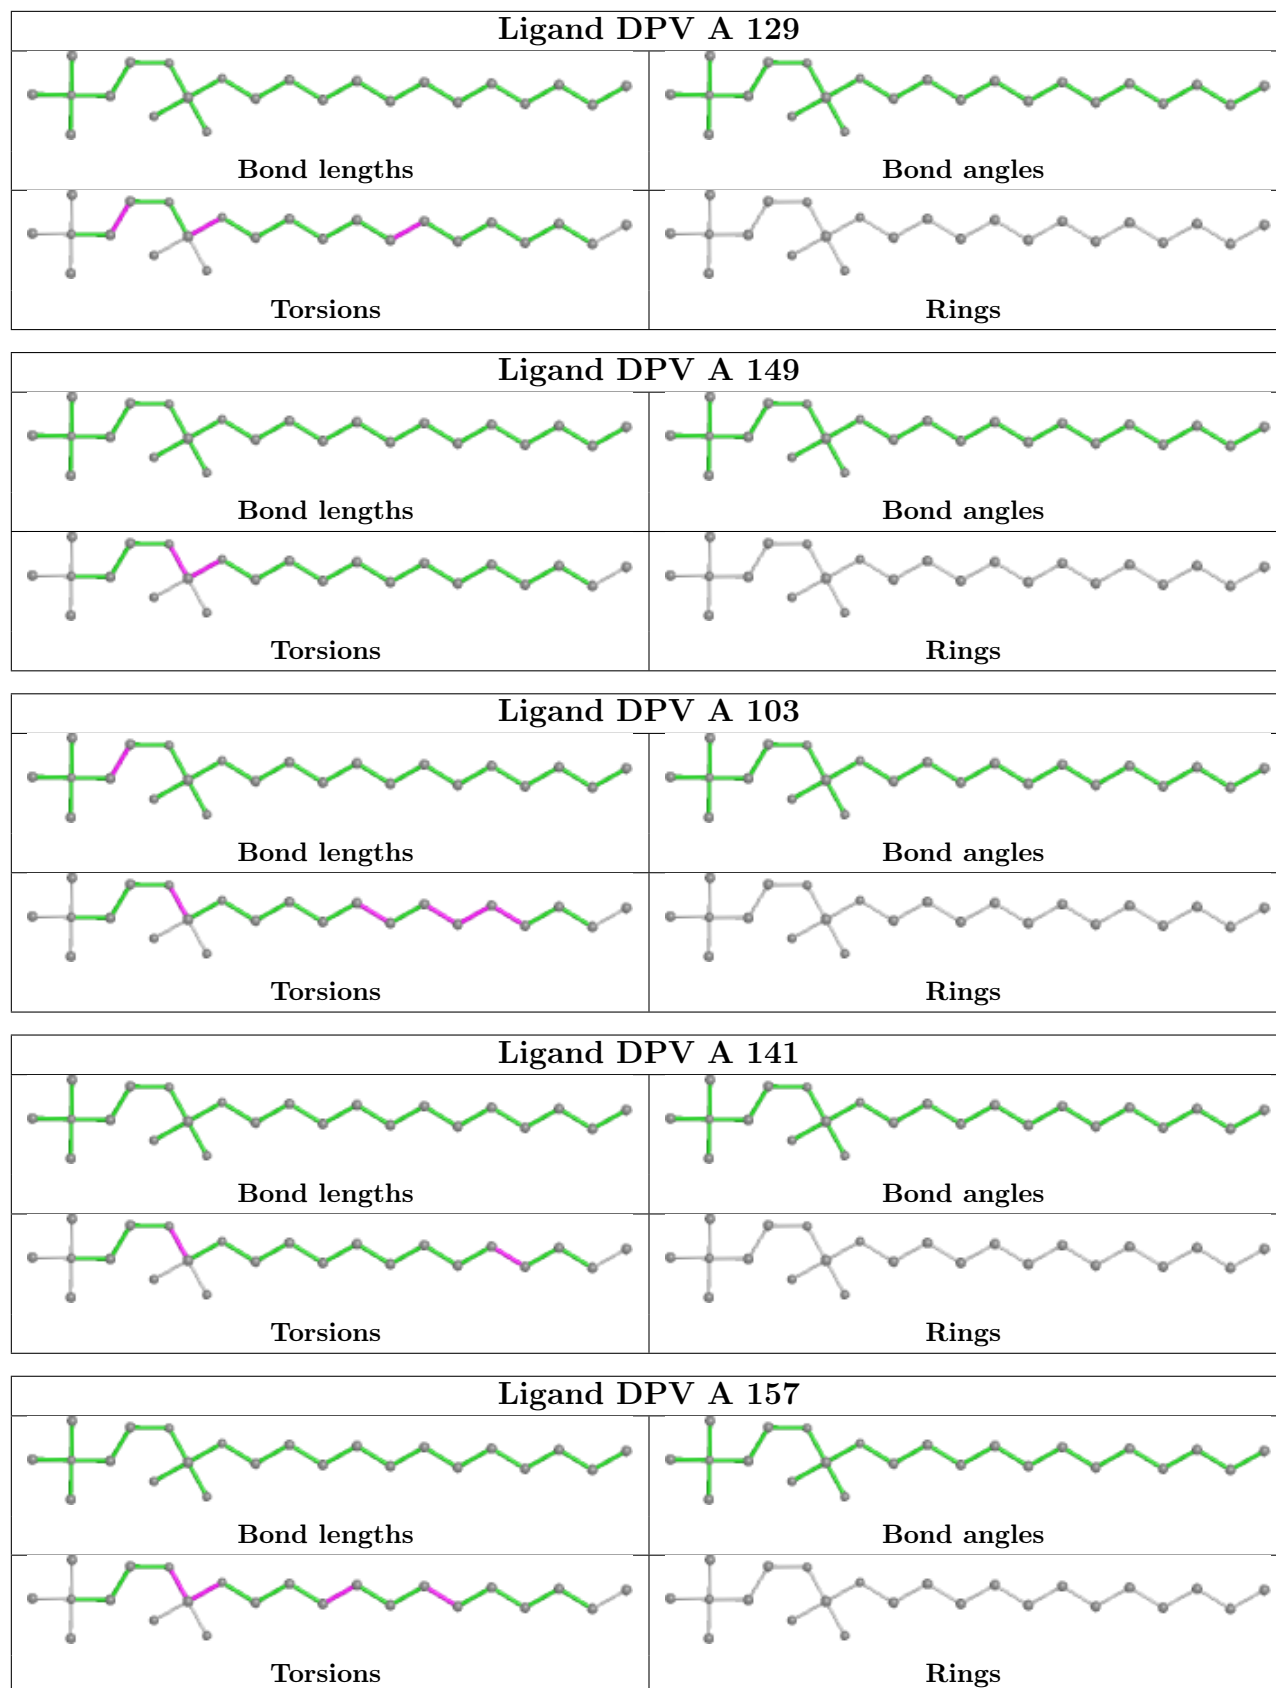 Ligand DPV A 129
Bond lengths
Bond angles
Torsions
Rings
Ligand DPV A 149
Bond lengths
Bond angles
Torsions
Rings
Ligand DPV A 103
Bond lengths
Bond angles
Torsions
Rings
Ligand DPV A 141
Bond lengths
Bond angles
Torsions
Rings
Ligand DPV A 157
Bond lengths
Bond angles
Torsions
Rings